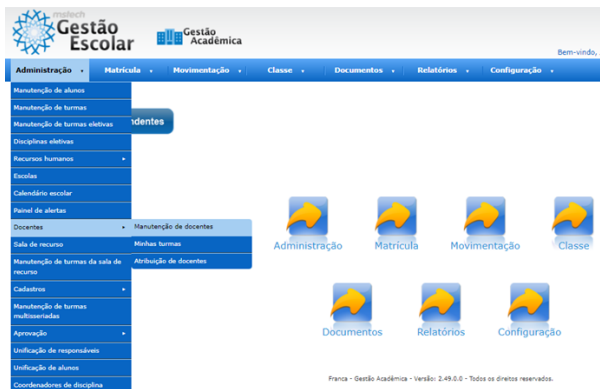 mstech
Gestão
Escolar
Gestão
Acadêmica
Bem-vindo,
Administração Matrícula Movimentação Classe Documentos Relatórios Configuração
Manutenção de alunos
Manutenção de turmas
Manutenção de turmas eletivas
ndentes
Disciplinas eletivas
Recursos humanos
Escolas
Calendário escolar
Painel de alertas
Docentes Manutenção de docentes
Sala de recurso Minhas turmas
Manutenção de turmas da sala de
recurso
Atribuição de docentes
Cadastros
Manutenção de turmas
multisseriadas
Aprovação
Unificação de responsáveis
Unificação de alunos
Coordenadores de disciplina
Administração Matrícula Movimentação Classe
Documentos Relatórios Configuração
Franca - Gestão Acadêmica - Versão: 2.49.0.0 - Todos os direitos reservados.